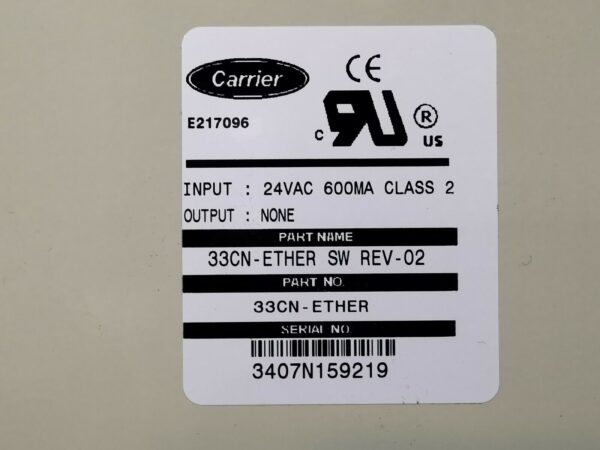 Carrier
CE
E217096
c RU ® US
INPUT : 24VAC 600MA CLASS 2
OUTPUT : NONE
PART NAME
33CN-ETHER SW REV-02
PART NO.
33CN-ETHER
SERIAL NO.
3407N159219